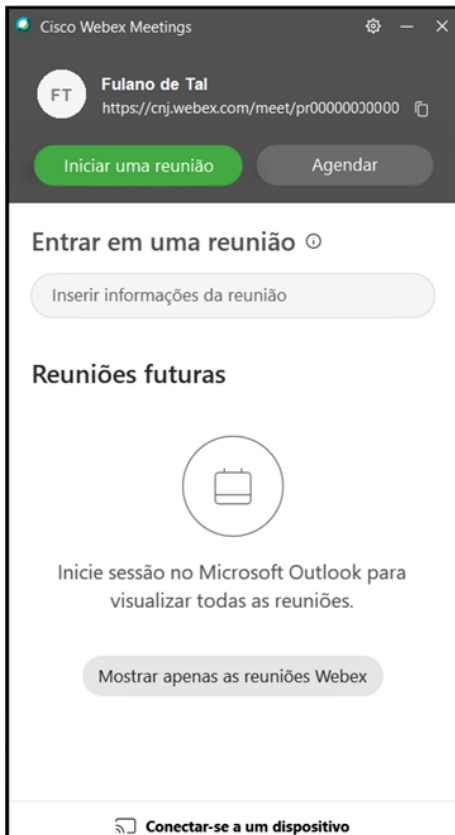 Cisco Webex Meetings
FT
Fulano de Tal
https://cnj.webex.com/meet/pr00000000000
Iniciar uma reunião
Agendar
Entrar em uma reunião
Inserir informações da reunião
Reuniões futuras
Inicie sessão no Microsoft Outlook para
visualizar todas as reuniões.
Mostrar apenas as reuniões Webex
Conectar-se a um dispositivo